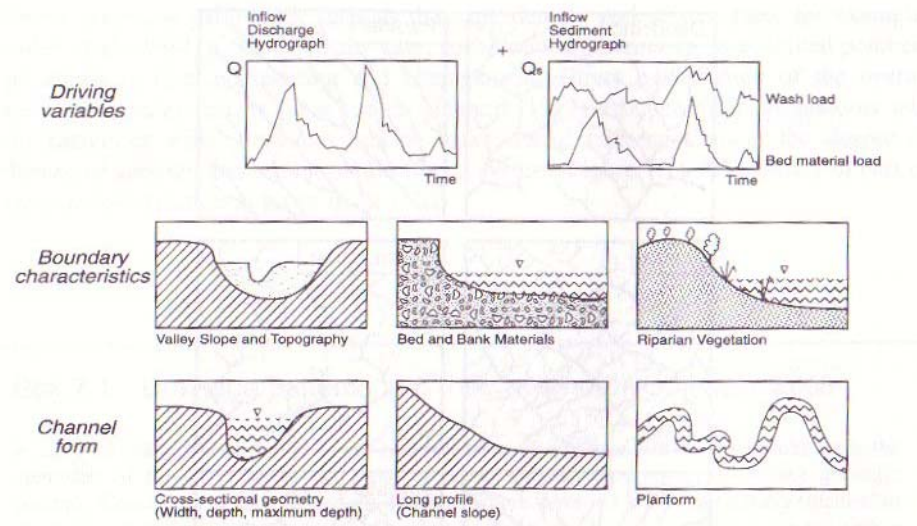 Inflow
Discharge
Hydrograph
Inflow
Sediment
Hydrograph
+
Q
Qs
Driving
variables
Wash load
Bed material load
Time
Time
Boundary
characteristics
Valley Slope and Topography
Bed and Bank Materials
Riparian Vegetation
Channel
form
Cross-sectional geometry
(Width, depth, maximum depth)
Long profile
(Channel slope)
Planform